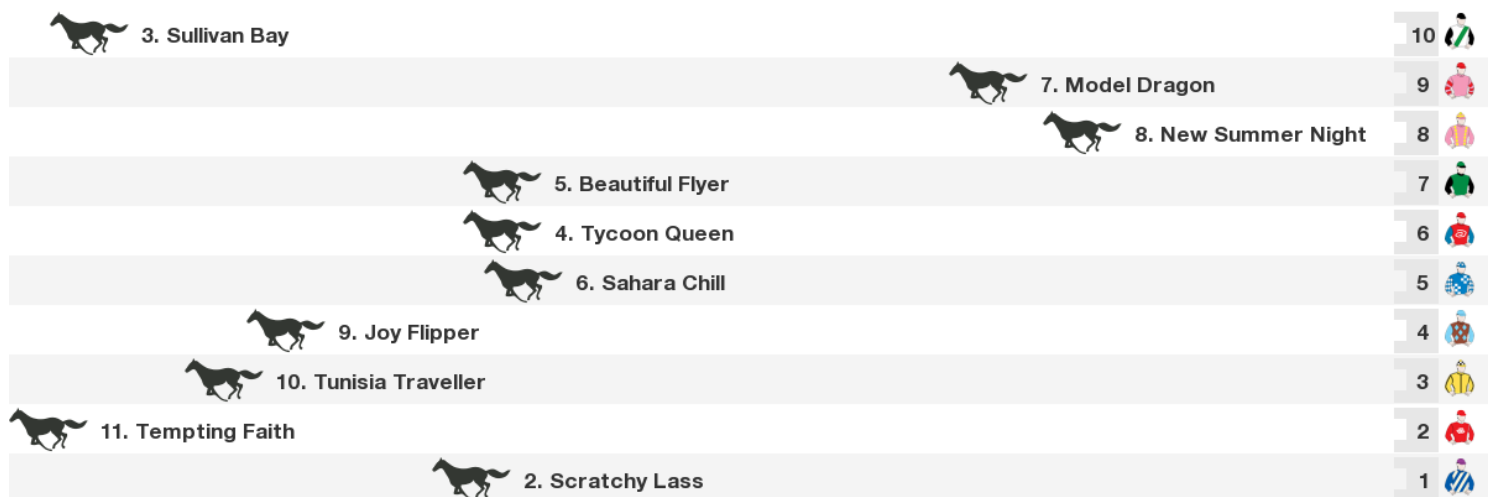 3. Sullivan Bay 10
7. Model Dragon 9
8. New Summer Night 8
5. Beautiful Flyer 7
4. Tycoon Queen 6
6. Sahara Chill 5
9. Joy Flipper 4
10. Tunisia Traveller 3
11. Tempting Faith 2
2. Scratchy Lass 1